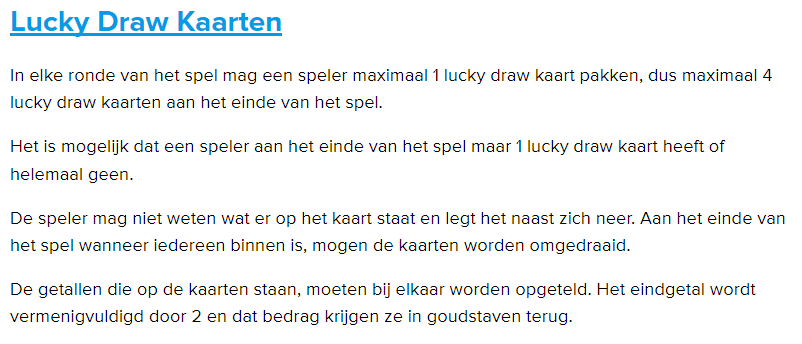 Lucky Draw Kaarten
In elke ronde van het spel mag een speler maximaal 1 lucky draw kaart pakken, dus maximaal 4
lucky draw kaarten aan het einde van het spel.
Het is mogelijk dat een speler aan het einde van het spel maar 1 lucky draw kaart heeft of
helemaal geen.
De speler mag niet weten wat er op het kaart staat en legt het naast zich neer. Aan het einde van
het spel wanneer iedereen binnen is, mogen de kaarten worden omgedraaid.
De getallen die op de kaarten staan, moeten bij elkaar worden opgeteld. Het eindgetal wordt
vermenigvuldigd door 2 en dat bedrag krijgen ze in goudstaven terug.